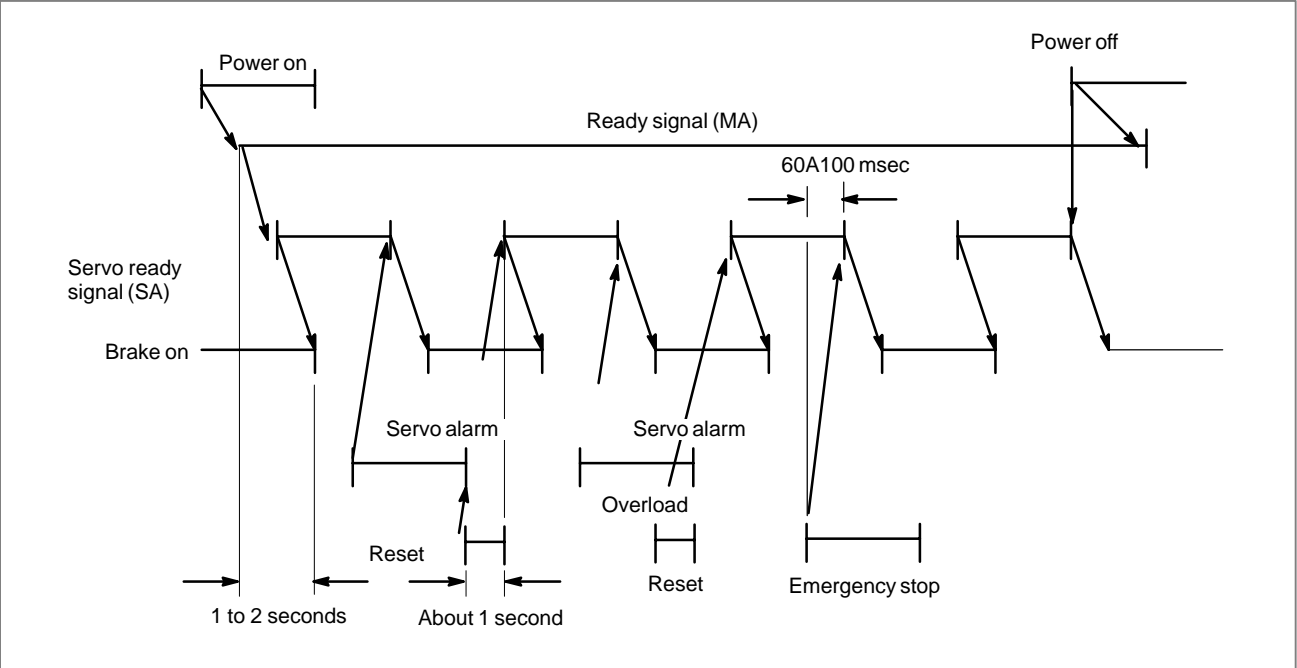 Power off
Power on
Ready signal (MA)
60A100 msec
Servo ready
signal (SA)
Brake on
Servo alarm
Servo alarm
Overload
Reset
Reset
Emergency stop
1 to 2 seconds
About 1 second